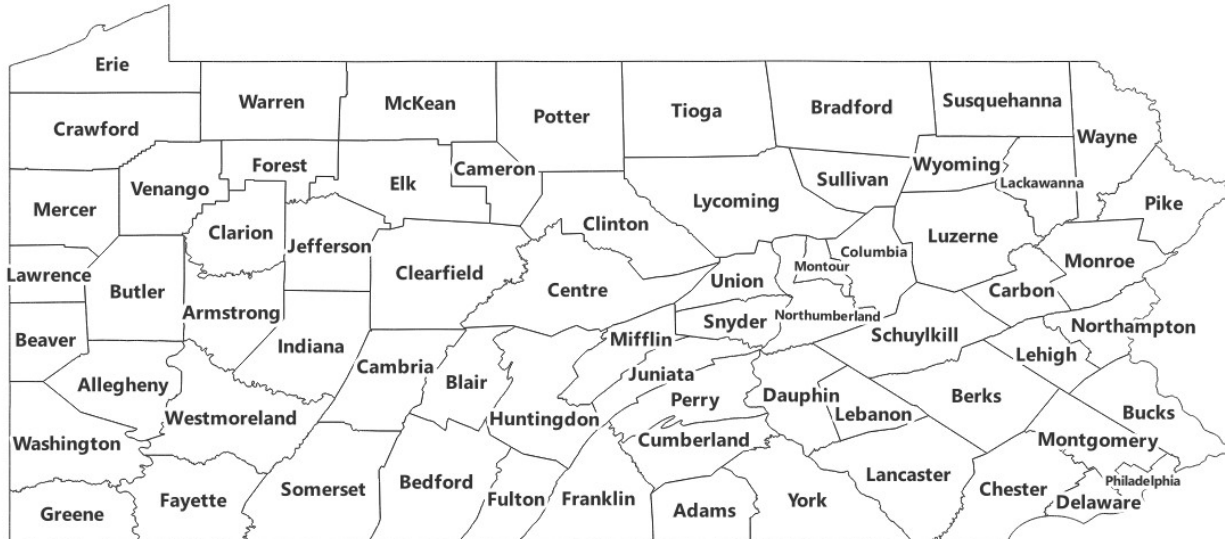 Erie
Warren
McKean
Potter
Tioga
Bradford
Susquehanna
Crawford
Wayne
Forest
Cameron
Wyoming
Venango
Elk
Sullivan
Lackawanna
Mercer
Lycoming
Pike
Clarion
Clinton
Jefferson
Luzerne
Columbia
Lawrence
Clearfield
Montour
Monroe
Butler
Centre
Union
Carbon
Armstrong
Northumberland
Snyder
Northampton
Beaver
Indiana
Mifflin
Schuylkill
Lehigh
Cambria
Juniata
Allegheny
Blair
Perry
Dauphin
Berks
Westmoreland
Huntingdon
Lebanon
Bucks
Washington
Cumberland
Montgomery
Lancaster
Bedford
Philadelphia
Somerset
Chester
Fayette
Fulton
Franklin
York
Delaware
Greene
Adams